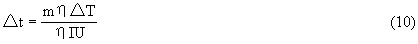 △t = mη△T / ηIU (10)